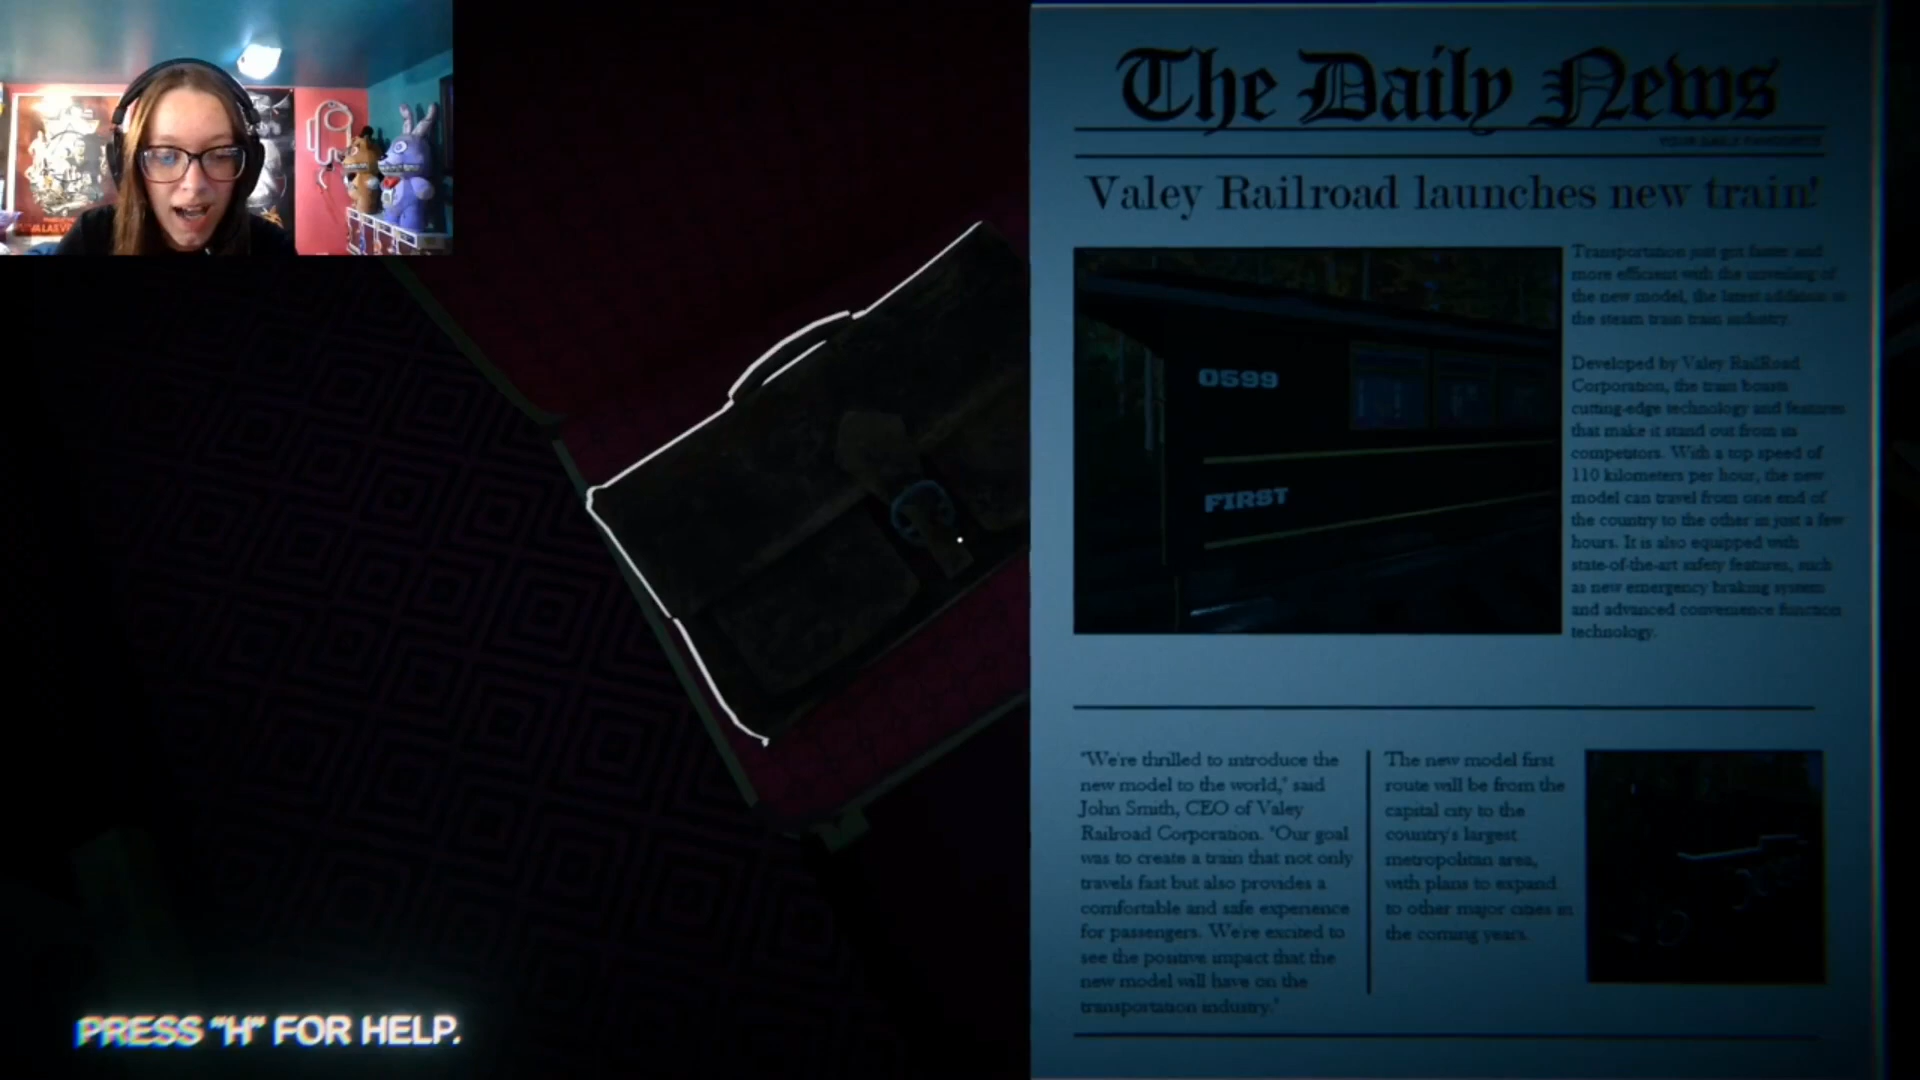 The Daily News
YOUR DAILY FAVOURITE
Valey Railroad launches new train!
Transportation just got faster and
more efficient with the unveiling of
the new model, the latest addition to
the steam train train industry.
Developed by Valey RailRoad
Corporation, the train boasts
cutting-edge technology and features
that make it stand out from its
competitors. With a top speed of
110 kilometers per hour, the new
model can travel from one end of
the country to the other in just a few
hours. It is also equipped with
state-of-the-art safety features, such
as new emergency braking system
and advanced convenience function
technology.
0599
FIRST
"We're thrilled to introduce the
new model to the world," said
John Smith, CEO of Valey
Railroad Corporation. "Our goal
was to create a train that not only
travels fast but also provides a
comfortable and safe experience
for passengers. We're excited to
see the positive impact that the
new model will have on the
transportation industry."
The new model first
route will be from the
capital city to the
country's largest
metropolitan area,
with plans to expand
to other major cities in
the coming years.
PRESS "H" FOR HELP.